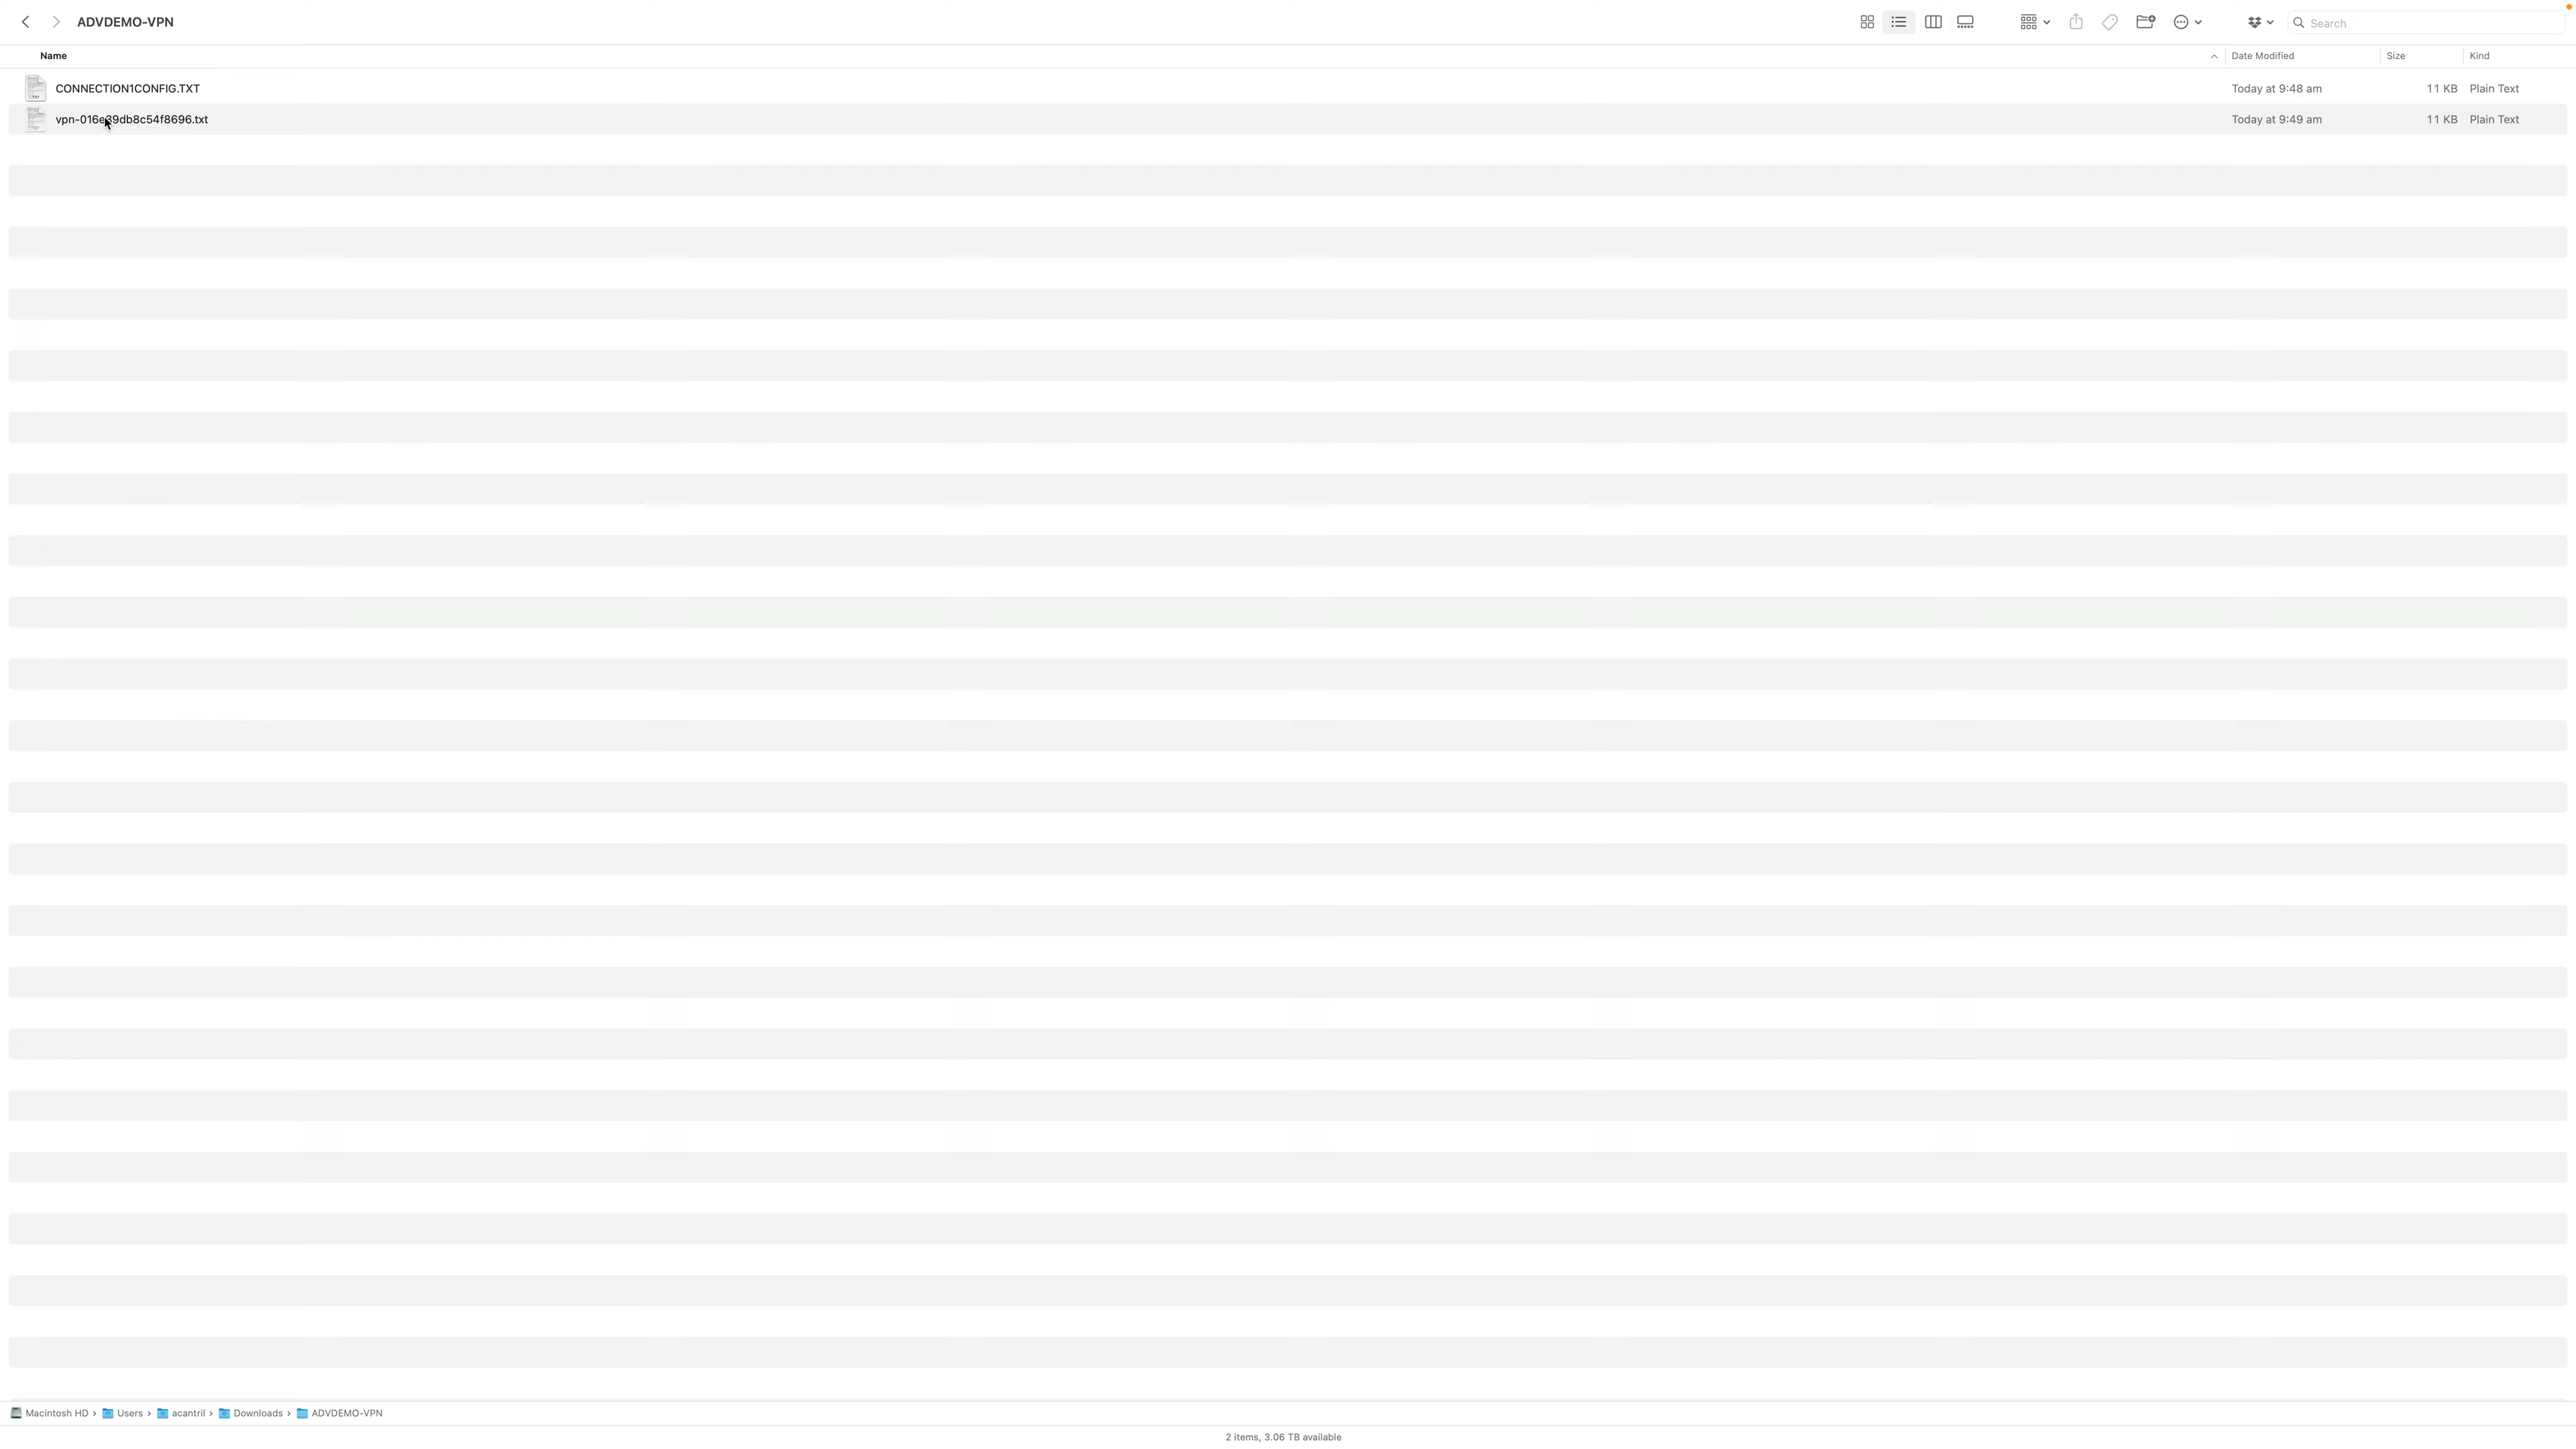 ADVDEMO-VPN
Search
Name Date Modified Size Kind
CONNECTION1CONFIG.TXT Today at 9:48 am 11 KB Plain Text
vpn-016e39db8c54f8696.txt Today at 9:49 am 11 KB Plain Text
Macintosh HD › Users › acantril › Downloads › ADVDEMO-VPN
2 items, 3.06 TB available